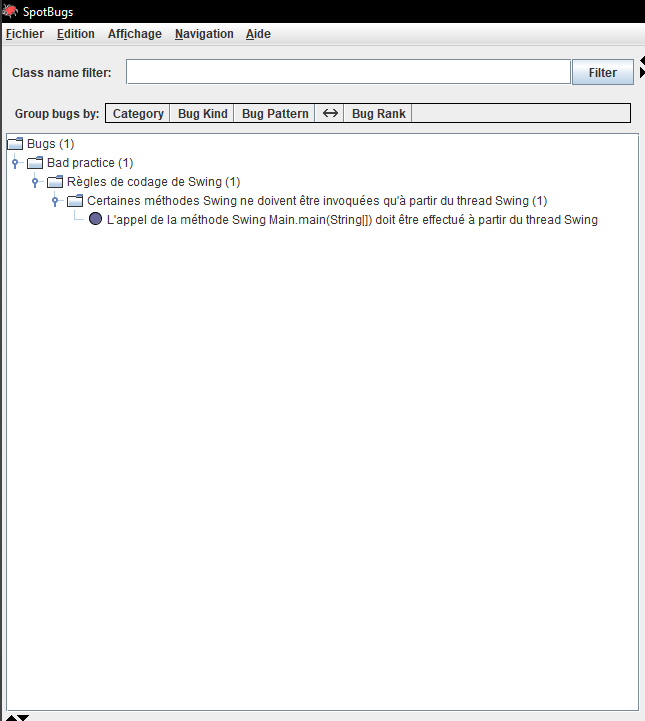 SpotBugs
Fichier Edition Affichage Navigation Aide
Class name filter: Filter
Group bugs by: Category Bug Kind Bug Pattern ↔ Bug Rank
Bugs (1)
Bad practice (1)
Règles de codage de Swing (1)
Certaines méthodes Swing ne doivent être invoquées qu'à partir du thread Swing (1)
L'appel de la méthode Swing Main.main(String[]) doit être effectué à partir du thread Swing